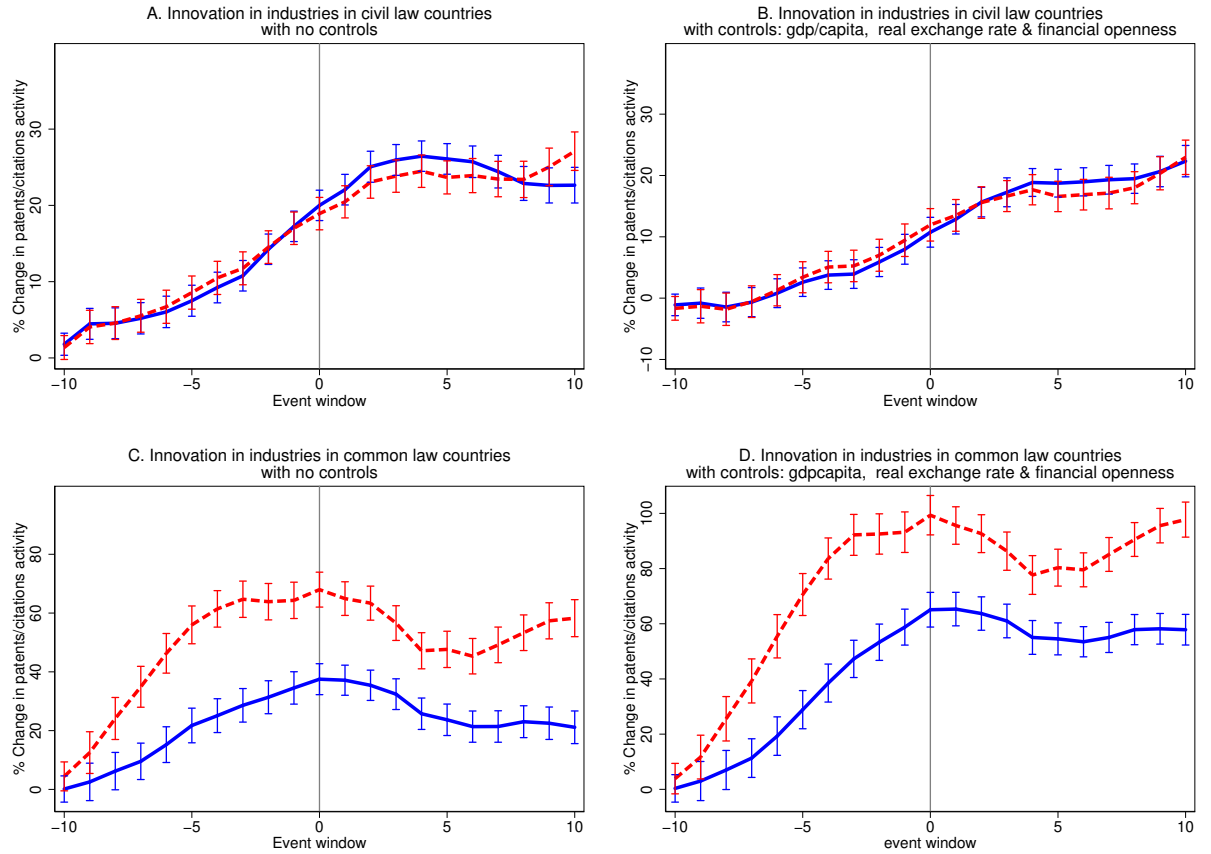 A. Innovation in industries in civil law countries
with no controls
% Change in patents/citations activity
30
20
10
0
−10
−5
0
5
10
Event window
B. Innovation in industries in civil law countries
with controls: gdp/capita, real exchange rate & financial openness
% Change in patents/citations activity
30
20
10
0
−10
−10
−5
0
5
10
Event window
C. Innovation in industries in common law countries
with no controls
% Change in patents/citations activity
80
60
40
20
0
−10
−5
0
5
10
Event window
D. Innovation in industries in common law countries
with controls: gdpcapita, real exchange rate & financial openness
% Change in patents/citations activity
100
80
60
40
20
0
−10
−5
0
5
10
event window